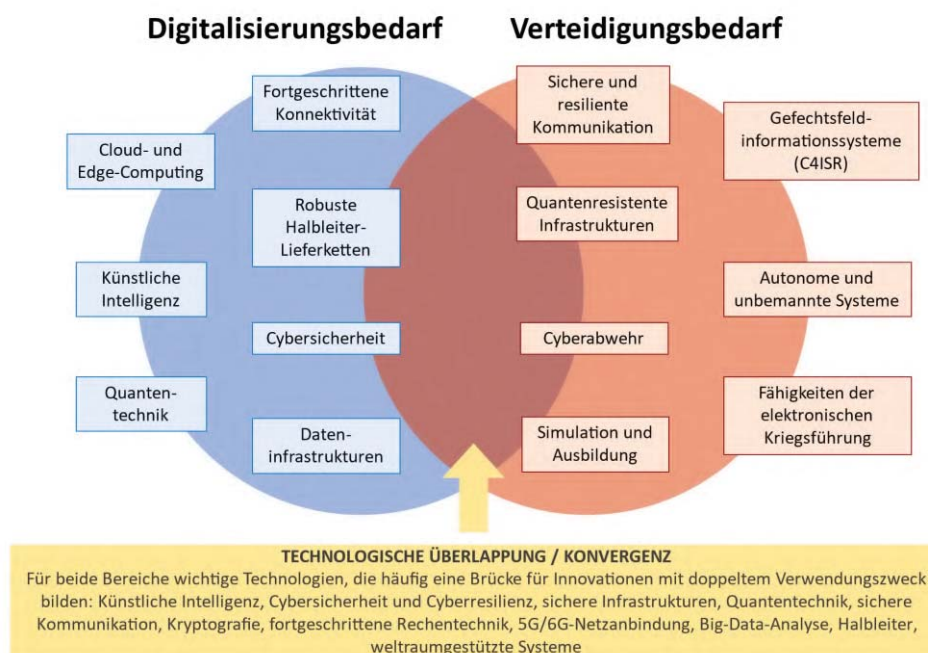 Digitalisierungsbedarf
Verteidigungsbedarf
Fortgeschrittene
Konnektivität
Cloud- und
Edge-Computing
Robuste
Halbleiter-
Lieferketten
Künstliche
Intelligenz
Cybersicherheit
Quanten-
technik
Daten-
infrastrukturen
Sichere und
resiliente
Kommunikation
Gefechtsfeld-
informationssysteme
(C4ISR)
Quantenresistente
Infrastrukturen
Autonome und
unbemannte Systeme
Cyberabwehr
Fähigkeiten der
elektronischen
Kriegsführung
Simulation und
Ausbildung
TECHNOLOGISCHE ÜBERLAPPUNG / KONVERGENZ
Für beide Bereiche wichtige Technologien, die häufig eine Brücke für Innovationen mit doppeltem Verwendungszweck
bilden: Künstliche Intelligenz, Cybersicherheit und Cyberresilienz, sichere Infrastrukturen, Quantentechnik, sichere
Kommunikation, Kryptografie, fortgeschrittene Rechentechnik, 5G/6G-Netzanbindung, Big-Data-Analyse, Halbleiter,
weltraumgestützte Systeme